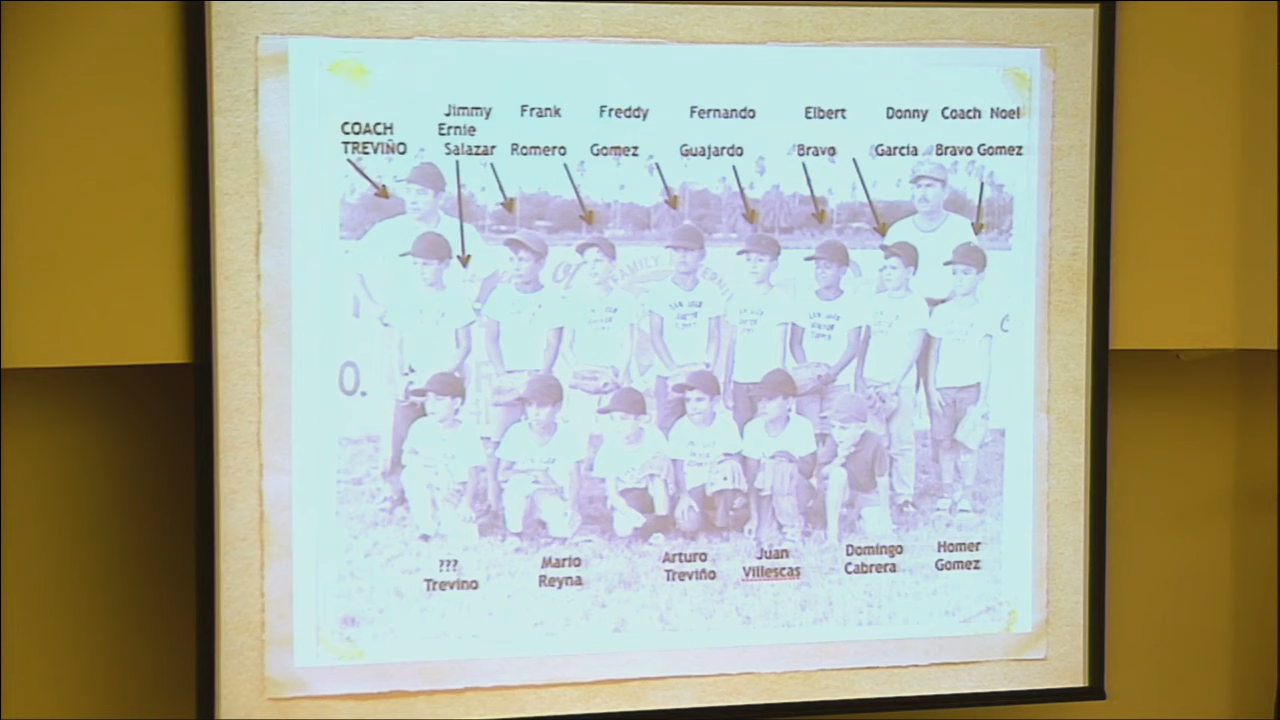 Jimmy Frank Freddy Fernando Elbert Donny Coach Noel
COACH Ernie
TREVIÑO Salazar Romero Gomez Guajardo Bravo Garcia Bravo Gomez
FAMILY
O.
??? Mario Arturo Juan Domingo Homer
Trevino Reyna Treviño Villescas Cabrera Gomez